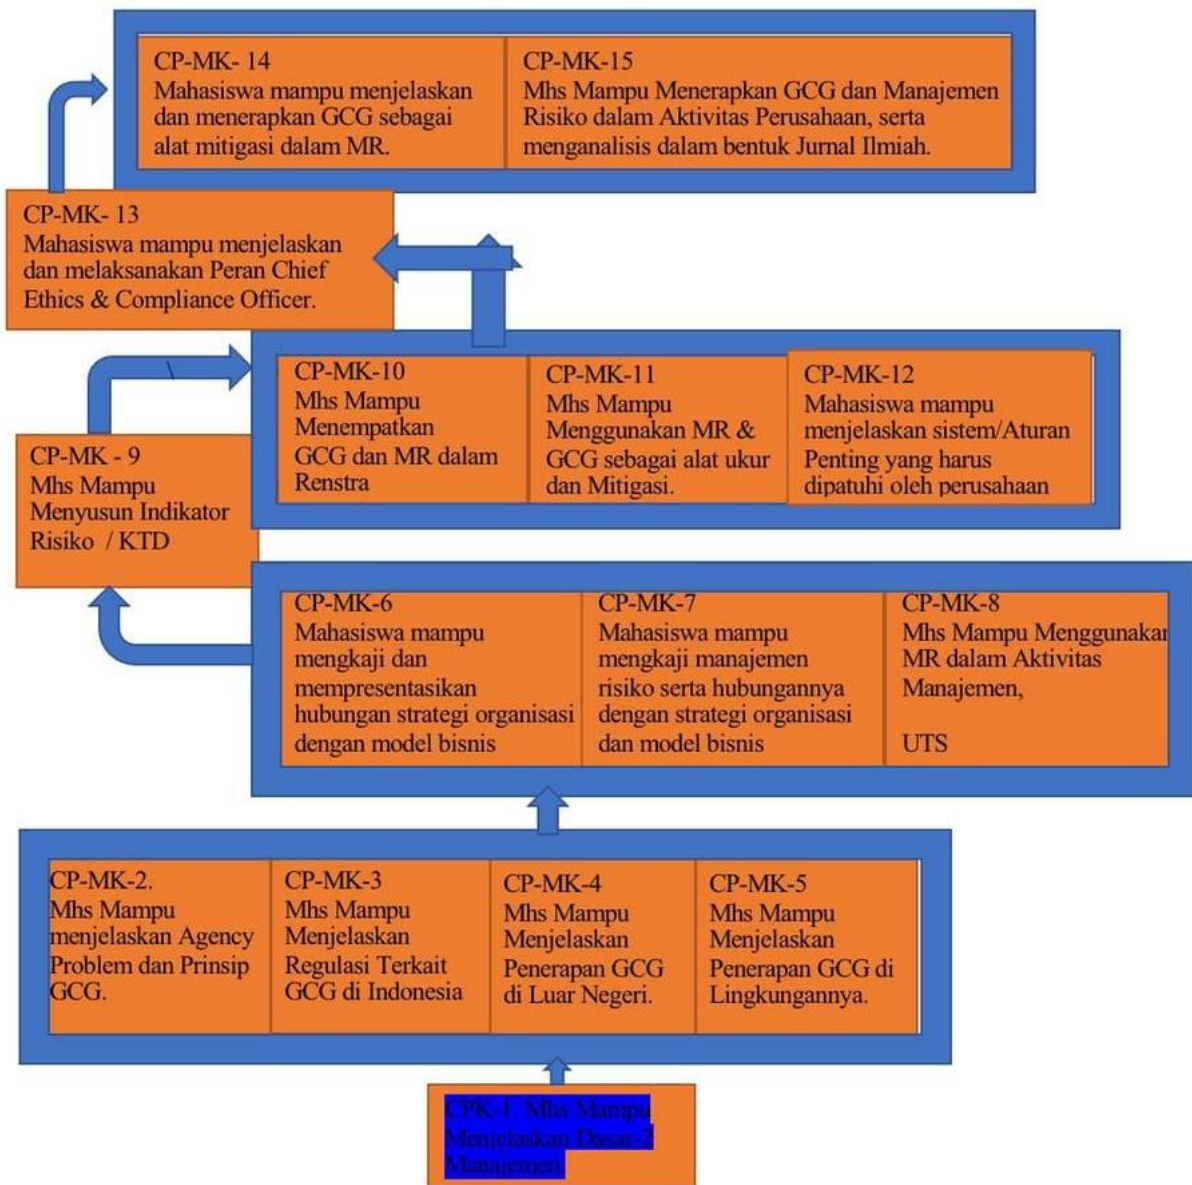 CP-MK- 14
Mahasiswa mampu menjelaskan
dan menerapkan GCG sebagai
alat mitigasi dalam MR.
CP-MK-15
Mhs Mampu Menerapkan GCG dan Manajemen
Risiko dalam Aktivitas Perusahaan, serta
menganalisis dalam bentuk Jurnal Ilmiah.
CP-MK- 13
Mahasiswa mampu menjelaskan
dan melaksanakan Peran Chief
Ethics & Compliance Officer.
\
CP-MK-10
Mhs Mampu
Menempatkan
GCG dan MR dalam
Renstra
CP-MK-11
Mhs Mampu
Menggunakan MR &
GCG sebagai alat ukur
dan Mitigasi.
CP-MK-12
Mahasiswa mampu
menjelaskan sistem/Aturan
Penting yang harus
dipatuhi oleh perusahaan
CP-MK - 9
Mhs Mampu
Menyusun Indikator
Risiko / KTD
CP-MK-6
Mahasiswa mampu
mengkaji dan
mempresentasikan
hubungan strategi organisasi
dengan model bisnis
CP-MK-7
Mahasiswa mampu
mengkaji manajemen
risiko serta hubungannya
dengan strategi organisasi
dan model bisnis
CP-MK-8
Mhs Mampu Menggunakan
MR dalam Aktivitas
Manajemen,
UTS
CP-MK-2.
Mhs Mampu
menjelaskan Agency
Problem dan Prinsip
GCG.
CP-MK-3
Mhs Mampu
Menjelaskan
Regulasi Terkait
GCG di Indonesia
CP-MK-4
Mhs Mampu
Menjelaskan
Penerapan GCG
di Luar Negeri.
CP-MK-5
Mhs Mampu
Menjelaskan
Penerapan GCG di
Lingkungannya.
CPK-1 Mhs Mampu
Menjelaskan Dasar-2
Manajemen.